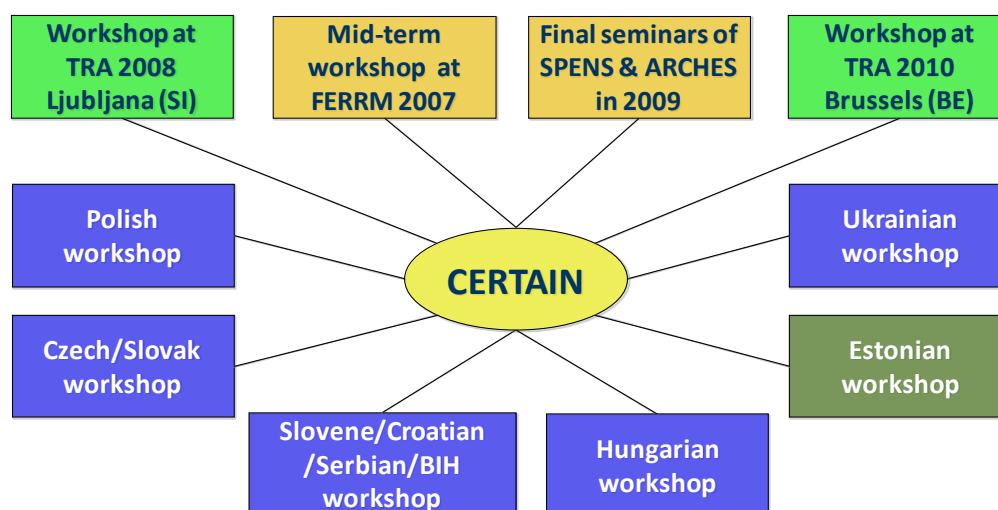 Workshop at
TRA 2008
Ljubljana (SI)
Mid-term
workshop at
FERRM 2007
Final seminars of
SPENS & ARCHES
in 2009
Workshop at
TRA 2010
Brussels (BE)
Polish
workshop
Ukrainian
workshop
CERTAIN
Czech/Slovak
workshop
Estonian
workshop
Slovene/Croatian
/Serbian/BIH
workshop
Hungarian
workshop